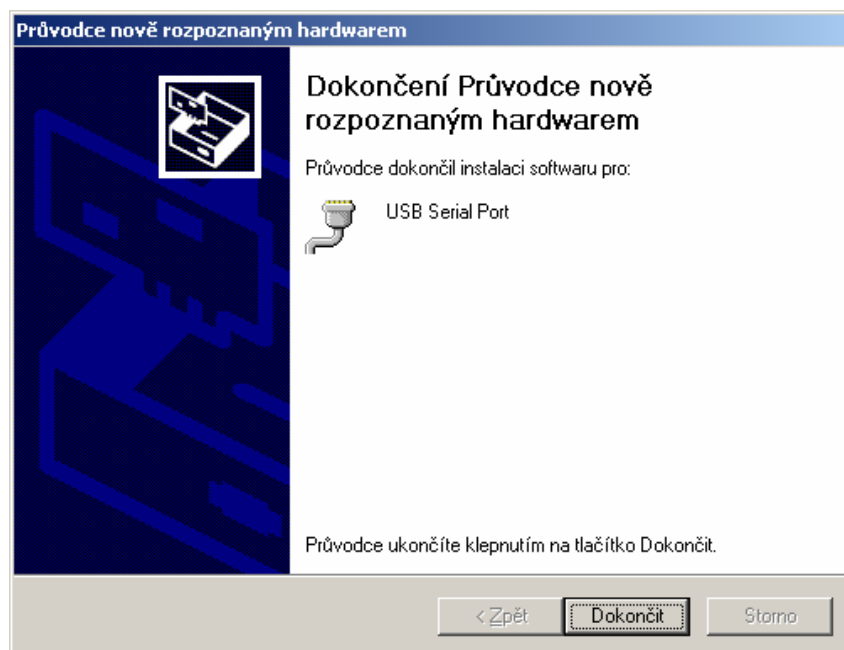 Průvodce nově rozpoznaným hardwarem
Dokončení Průvodce nově
rozpoznaným hardwarem
Průvodce dokončil instalaci softwaru pro:
USB Serial Port
Průvodce ukončíte klepnutím na tlačítko Dokončit.
< Zpět
Dokončit
Storno